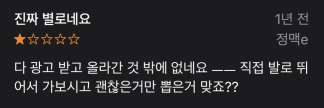 진짜 별로네요 1년 전
정맥e
다 광고 받고 올라간 것 밖에 없네요 ㅡㅡ 직접 발로 뛰
어서 가보시고 괜찮은거만 뽑은거 맞죠??